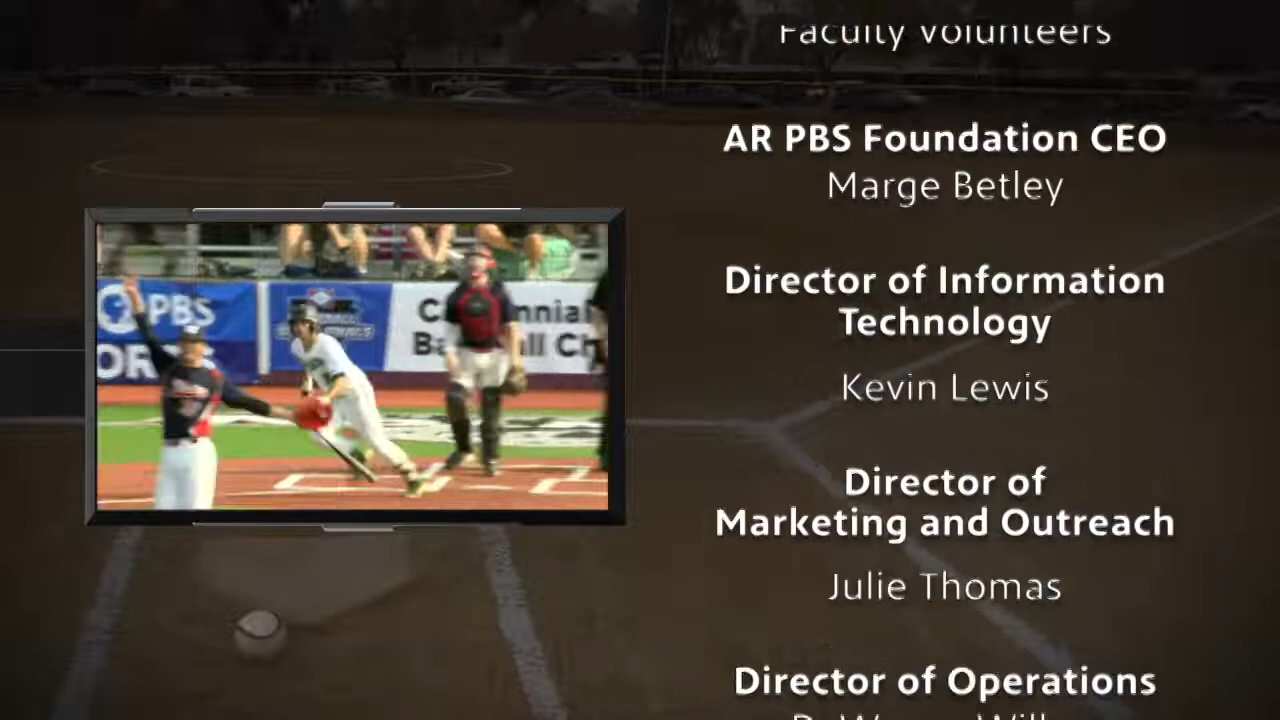 Faculty Volunteers
AR PBS Foundation CEO
Marge Betley
Director of Information
Technology
Kevin Lewis
Director of
Marketing and Outreach
Julie Thomas
Director of Operations
PBS